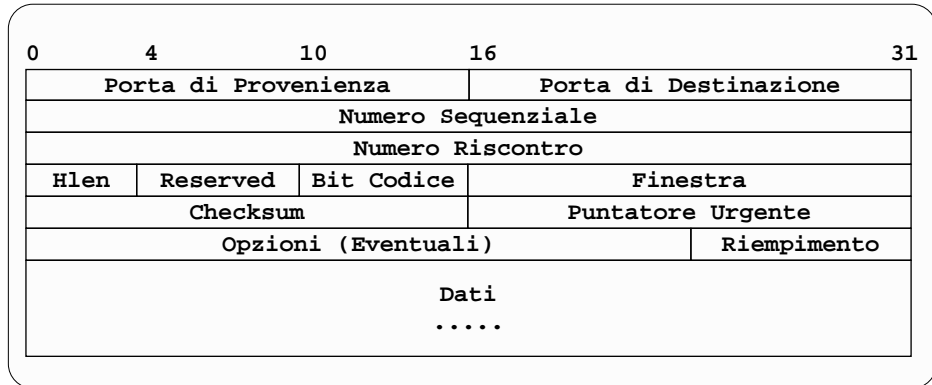 0 4 10 16 31
Porta di Provenienza Porta di Destinazione
Numero Sequenziale
Numero Riscontro
Hlen Reserved Bit Codice Finestra
Checksum Puntatore Urgente
Opzioni (Eventuali) Riempimento
Dati
.....